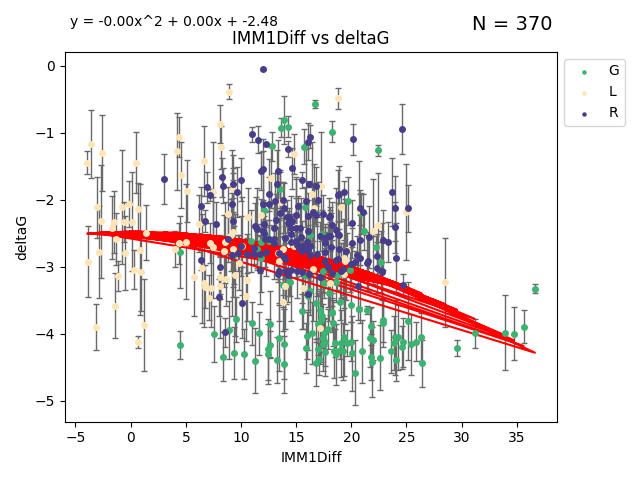 y = -0.00x^2 + 0.00x + -2.48
N = 370
IMM1Diff vs deltaG
G
L
R
deltaG
0
−1
−2
−3
−4
−5
−5 0 5 10 15 20 25 30 35
IMM1Diff